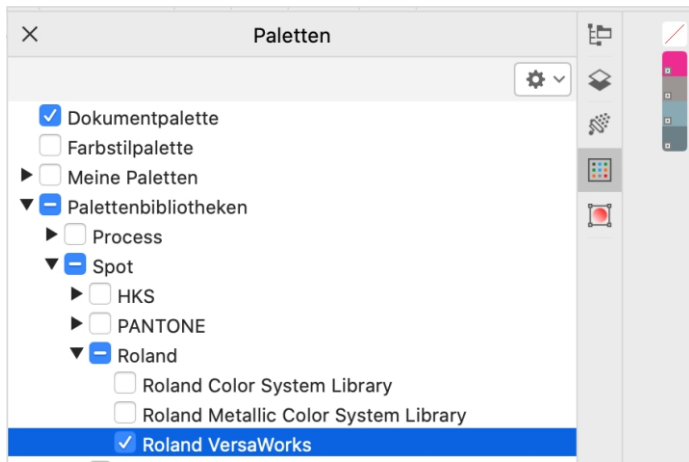 Paletten
Dokumentpalette
Farbstilpalette
Meine Paletten
Palettenbibliotheken
Process
Spot
HKS
PANTONE
Roland
Roland Color System Library
Roland Metallic Color System Library
Roland VersaWorks